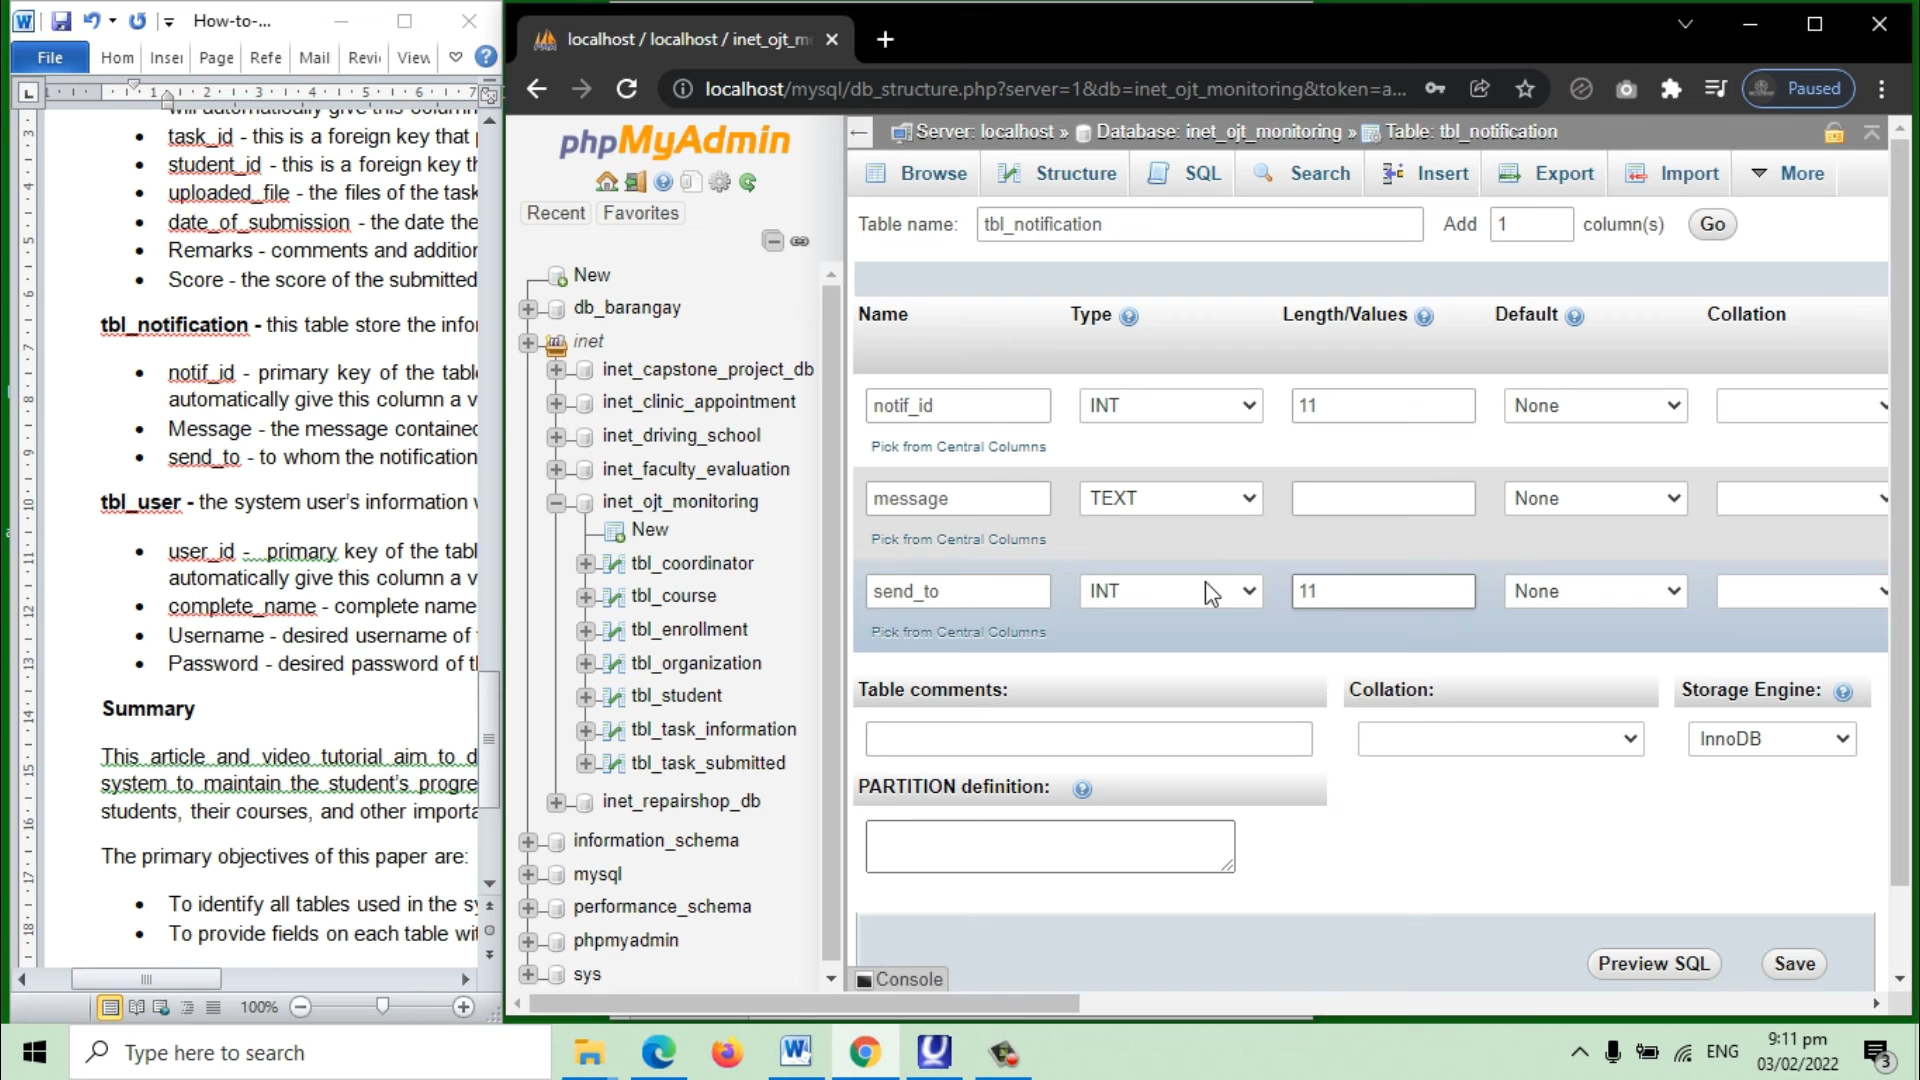 How-to-...
File
Hom
Inser
Page
Refe
Mail
Revi
View
will automatically give this column
task_id - this is a foreign key that
student_id - this is a foreign key th
uploaded_file - the files of the task
date_of_submission - the date the
Remarks - comments and addition
Score - the score of the submitted
tbl_notification - this table store the info
notif_id - primary key of the table
automatically give this column a v
Message - the message contained
send_to - to whom the notification
tbl_user - the system user's information
user_id - primary key of the tabl
automatically give this column a v
complete_name - complete name
Username - desired username of
Password - desired password of t
Summary
This article and video tutorial aim to d
system to maintain the student's progre
students, their courses, and other importa
The primary objectives of this paper are:
To identify all tables used in the sy
To provide fields on each table wit
100%
localhost / localhost / inet_ojt_m
localhost/mysql/db_structure.php?server=1&db=inet_ojt_monitoring&token=a...
Paused
phpMyAdmin
Recent
Favorites
New
db_barangay
inet
inet_capstone_project_db
inet_clinic_appointment
inet_driving_school
inet_faculty_evaluation
inet_ojt_monitoring
New
tbl_coordinator
tbl_course
tbl_enrollment
tbl_organization
tbl_student
tbl_task_information
tbl_task_submitted
inet_repairshop_db
information_schema
mysql
performance_schema
phpmyadmin
sys
Server: localhost » Database: inet_ojt_monitoring » Table: tbl_notification
Browse Structure SQL Search Insert Export Import More
Table name: tbl_notification Add 1 column(s) Go
Name Type Length/Values Default Collation
notif_id INT 11 None
Pick from Central Columns
message TEXT None
Pick from Central Columns
send_to INT 11 None
Pick from Central Columns
Table comments: Collation: Storage Engine:
InnoDB
PARTITION definition:
Preview SQL Save
Console
Type here to search
ENG
9:11 pm
03/02/2022
3